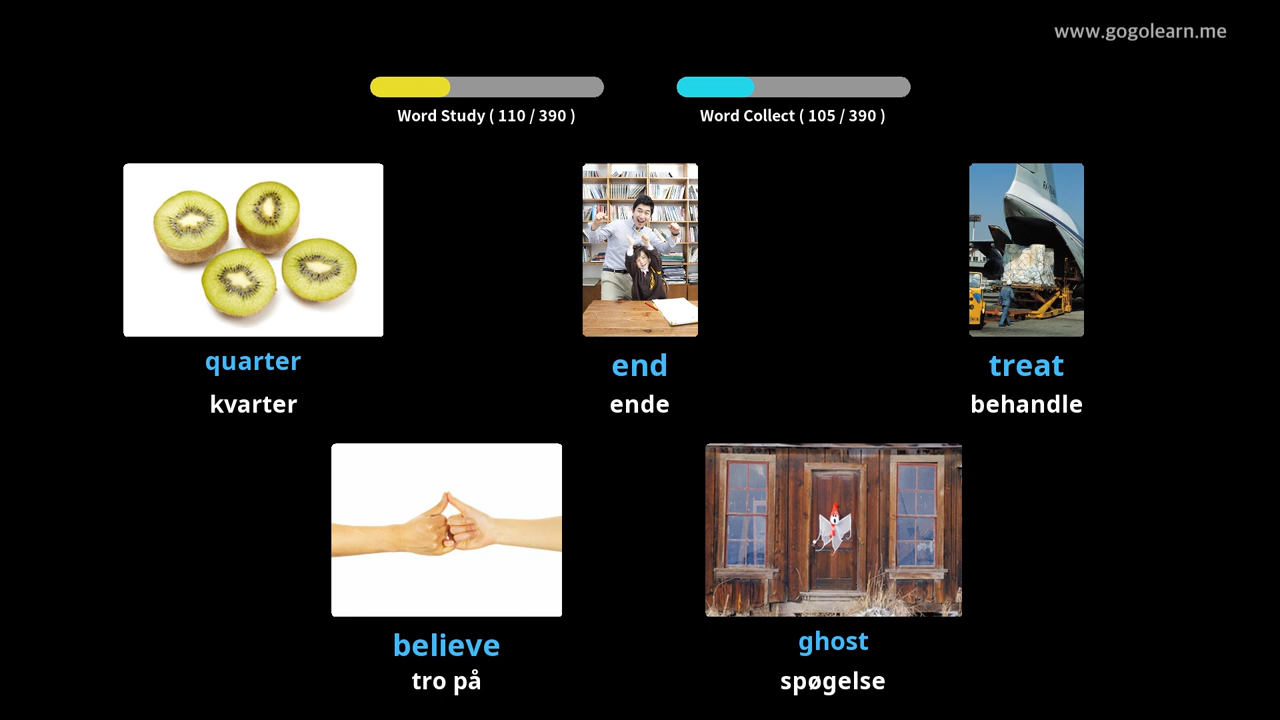 www.gogolearn.me
Word Study ( 110 / 390 )
Word Collect ( 105 / 390 )
quarter
kvarter
end
ende
treat
behandle
believe
tro på
ghost
spøgelse